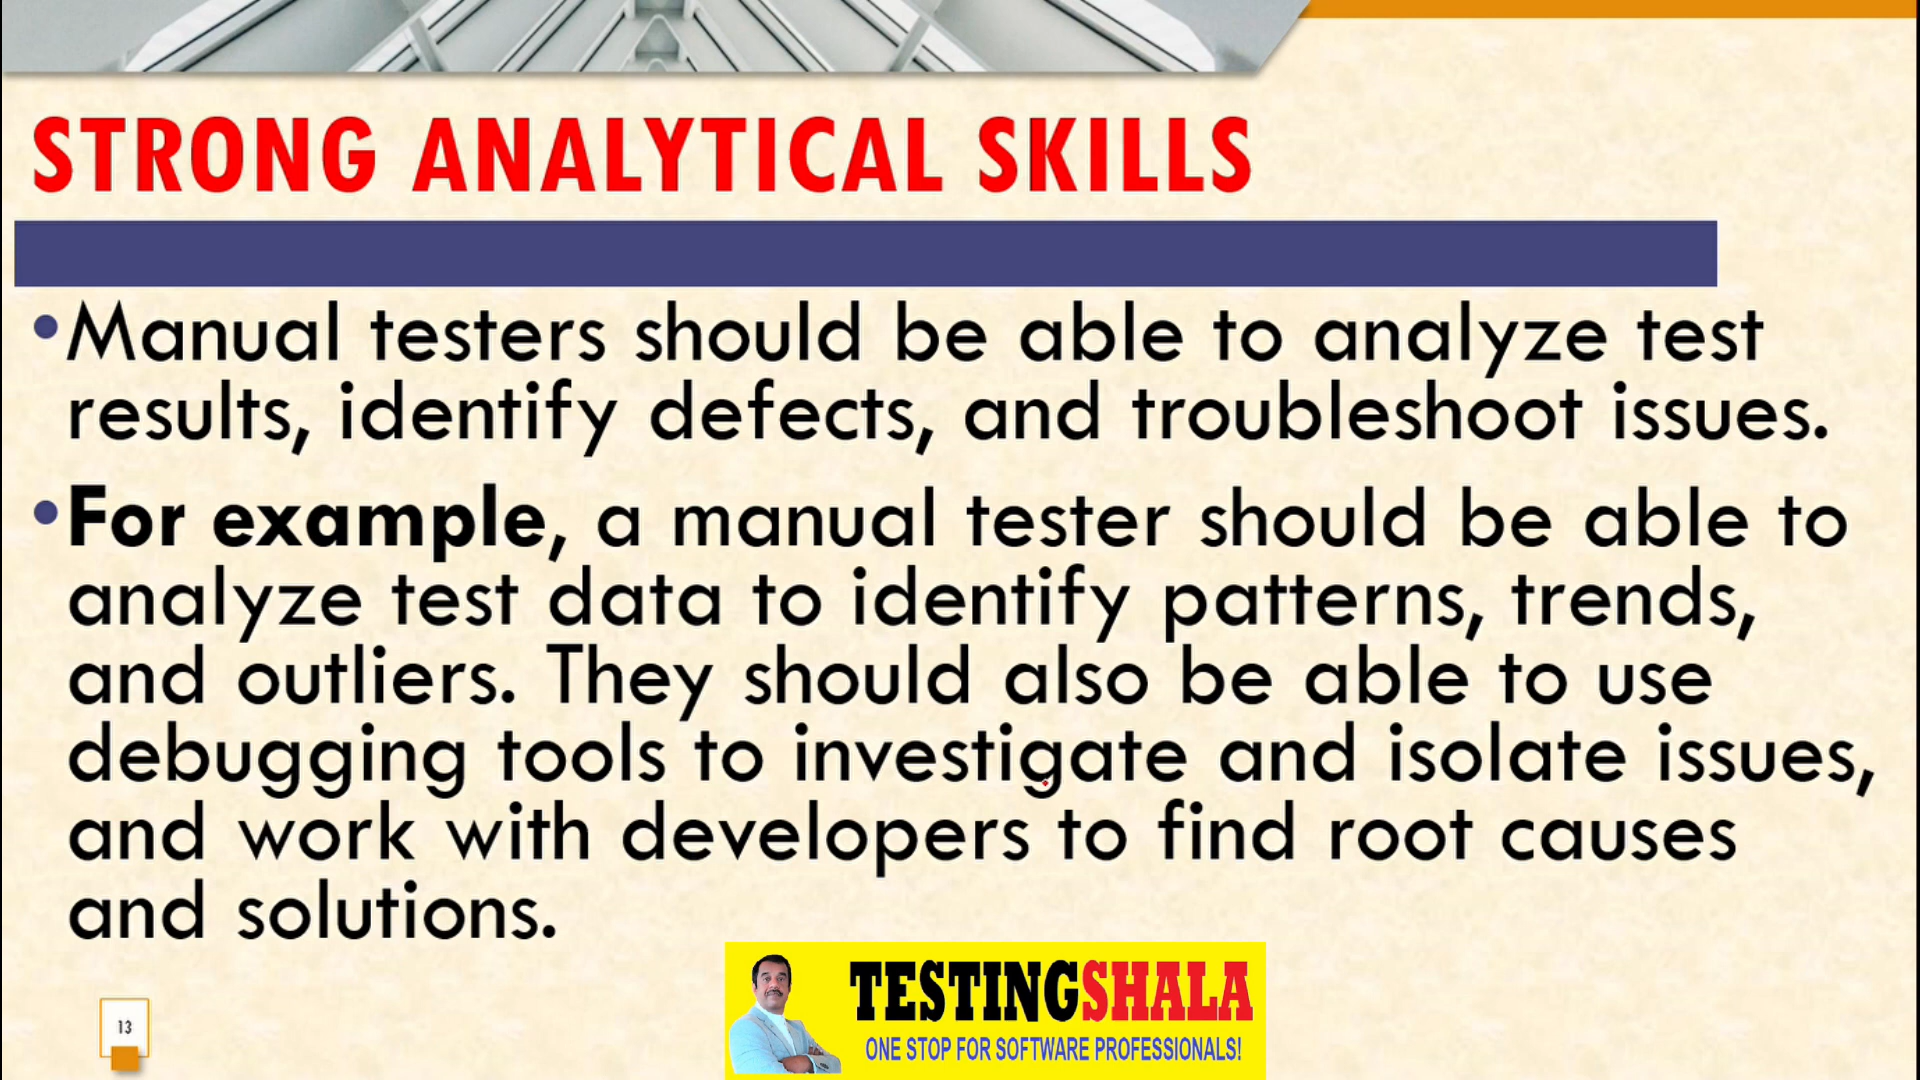 STRONG ANALYTICAL SKILLS
•Manual testers should be able to analyze test
results, identify defects, and troubleshoot issues.
•For example, a manual tester should be able to
analyze test data to identify patterns, trends,
and outliers. They should also be able to use
debugging tools to investigate and isolate issues,
and work with developers to find root causes
and solutions.
13
TESTINGSHALA
ONE STOP FOR SOFTWARE PROFESSIONALS!